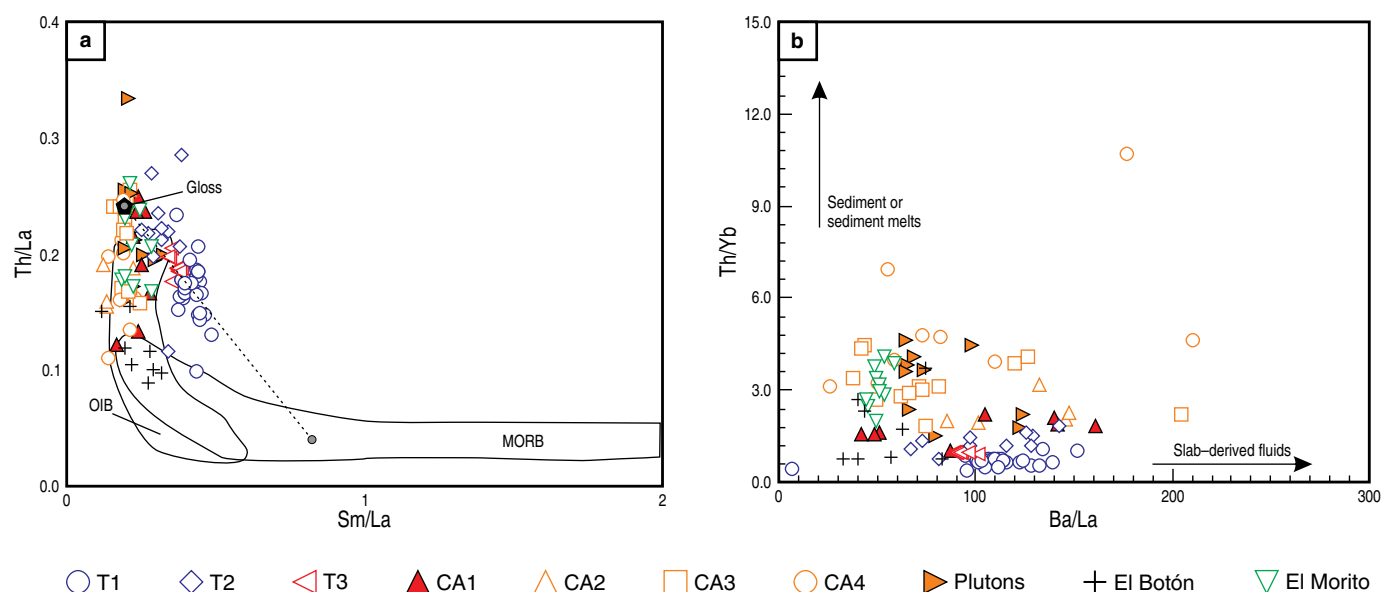 a
0.4
0.3
0.2
0.1
0.0
Th/La
Gloss
OIB
MORB
0
1
2
Sm/La
b
15.0
12.0
9.0
6.0
3.0
0.0
Th/Yb
Sediment or
sediment melts
Slab–derived fluids
0
100
200
300
Ba/La
T1 T2 T3 CA1 CA2 CA3 CA4 Plutons El Botón El Morito